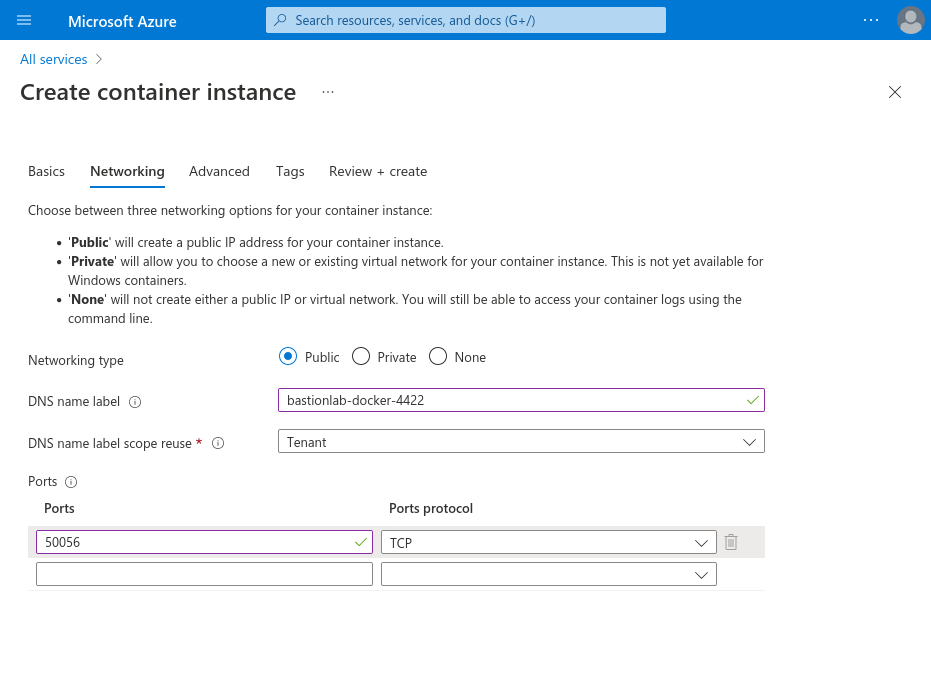 Microsoft Azure
Search resources, services, and docs (G+/)
All services
Create container instance
Basics Networking Advanced Tags Review + create
Choose between three networking options for your container instance:
• 'Public' will create a public IP address for your container instance.
• 'Private' will allow you to choose a new or existing virtual network for your container instance. This is not yet available for
Windows containers.
• 'None' will not create either a public IP or virtual network. You will still be able to access your container logs using the
command line.
Networking type Public Private None
DNS name label bastionlab-docker-4422
DNS name label scope reuse * Tenant
Ports
Ports Ports protocol
50056 TCP